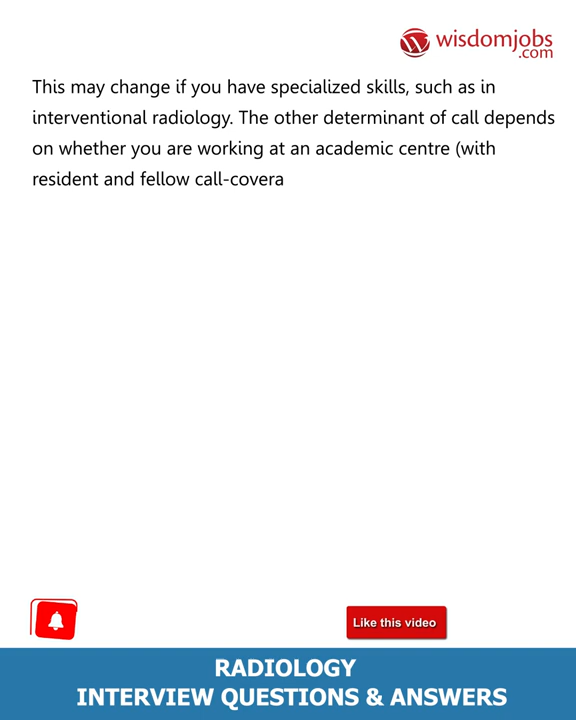 wisdomjobs
.com
This may change if you have specialized skills, such as in
interventional radiology. The other determinant of call depends
on whether you are working at an academic centre (with
resident and fellow call-covera
Like this video
RADIOLOGY
INTERVIEW QUESTIONS & ANSWERS